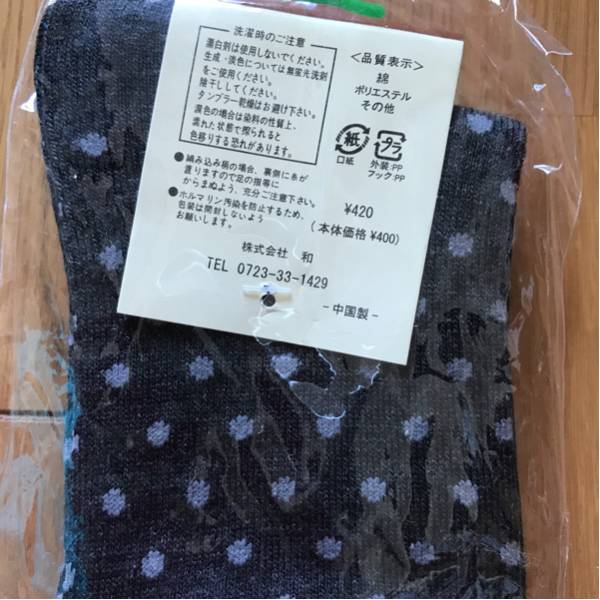 洗濯時のご注意
漂白剤は使用しないでください。
生成・淡色については無蛍光洗剤
をご使用ください。
陰干ししてください。
タンブラー乾燥はお避け下さい。
濃色の場合は染料の性質上、
濡れた状態で擦られると
色移りする恐れがあります。
●編み込み柄の場合、裏側に糸が
渡りますので足の指等に
からまぬよう、充分ご注意下さい。
●ホルマリン汚染を防止するため、
包装は開封しないよう
お願いします。
株式会社 和
TEL 0723-33-1429
<品質表示>
綿
ポリエステル
その他
紙
口紙
プラ
外装:PP
フック:PP
¥420
(本体価格 ¥400)
-中国製-